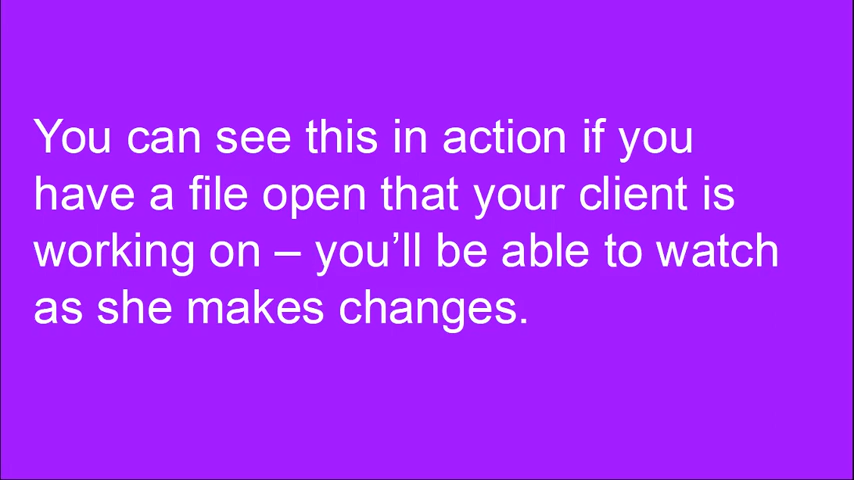 You can see this in action if you
have a file open that your client is
working on – you’ll be able to watch
as she makes changes.